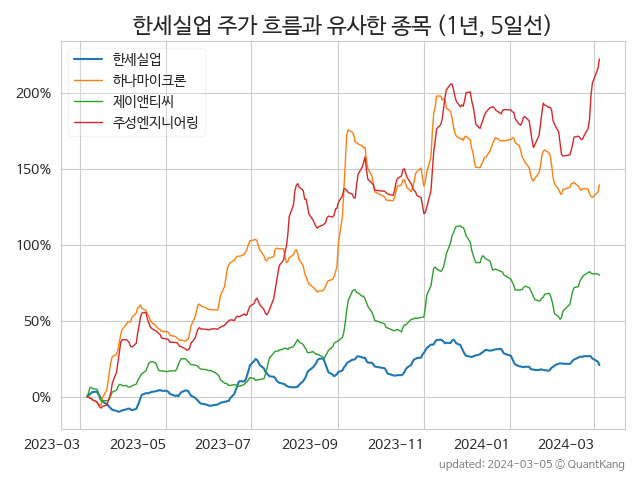 한세실업 주가 흐름과 유사한 종목 (1년, 5일선)
한세실업
하나마이크론
제이앤티씨
주성엔지니어링
200%
150%
100%
50%
0%
2023-03 2023-05 2023-07 2023-09 2023-11 2024-01 2024-03
updated: 2024-03-05 © QuantKang